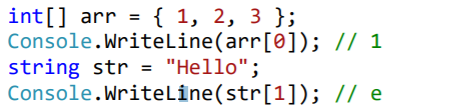 int[] arr = { 1, 2, 3 };
Console.WriteLine(arr[0]); // 1
string str = "Hello";
Console.WriteLine(str[1]); // e